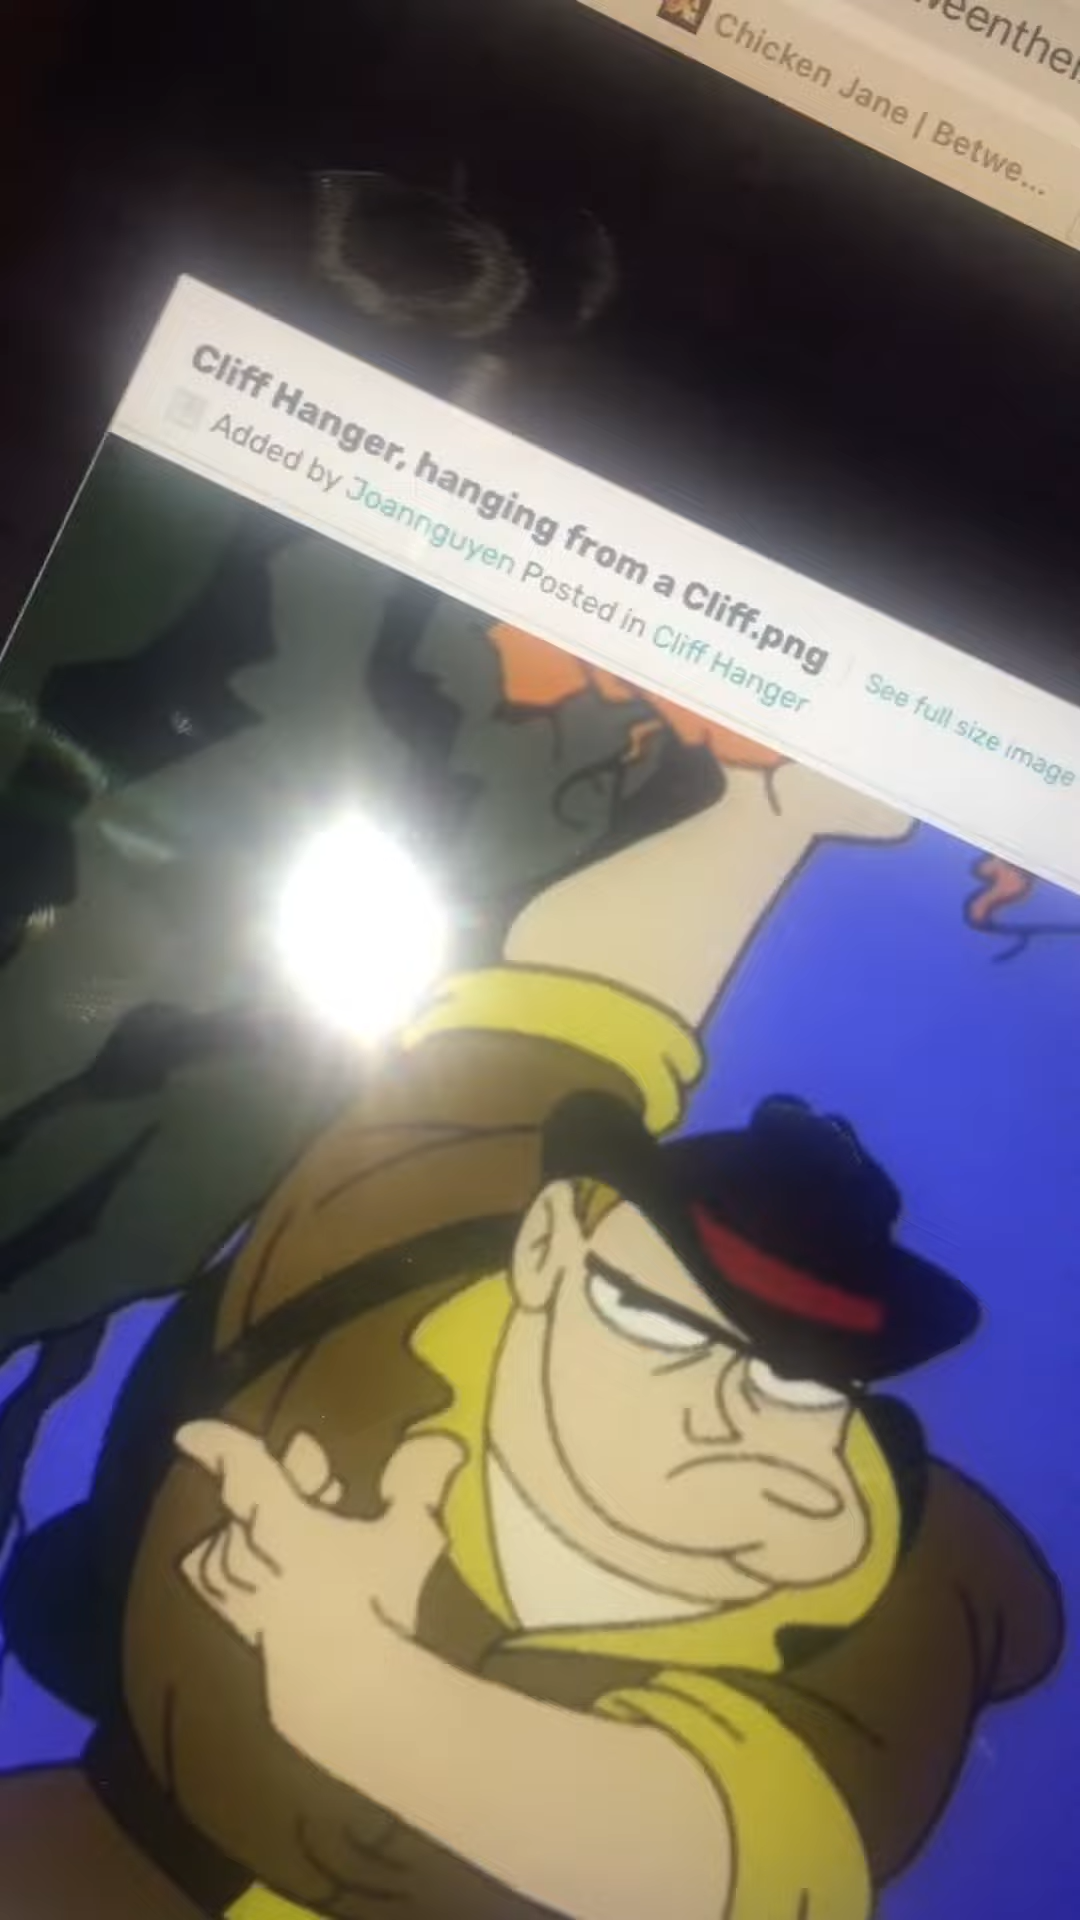 Chicken Jane | Betwe...
Cliff Hanger, hanging from a Cliff.png
Added by Joannguyen Posted in Cliff Hanger
See full size image